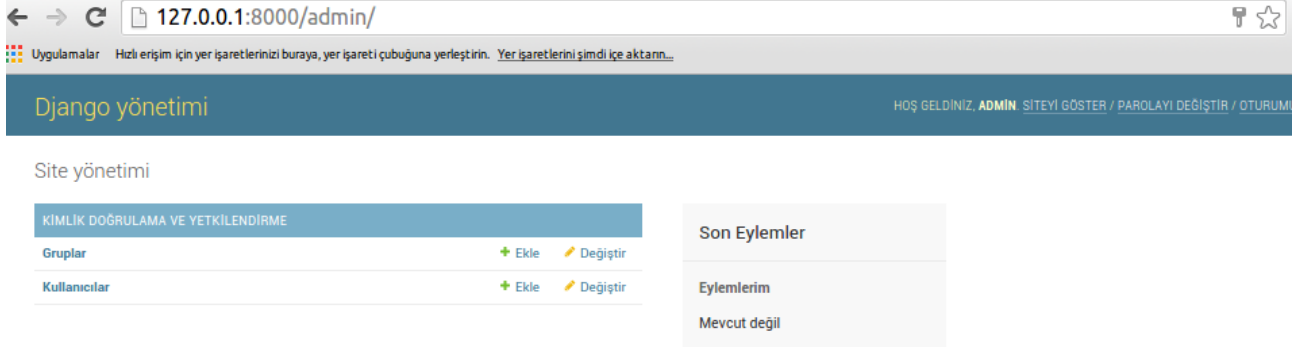 127.0.0.1:8000/admin/
Uygulamalar Hızlı erişim için yer işaretlerinizi buraya, yer işareti çubuğuna yerleştirin. Yer işaretlerini şimdi içe aktarın...
Django yönetimi
HOŞ GELDİNİZ, ADMİN. SİTEYİ GÖSTER / PAROLAYI DEĞİŞTİR /
Site yönetimi
KİMLİK DOĞRULAMA VE YETKİLENDİRME
Gruplar + Ekle Değiştir
Kullanıcılar + Ekle Değiştir
Son Eylemler
Eylemlerim
Mevcut değil